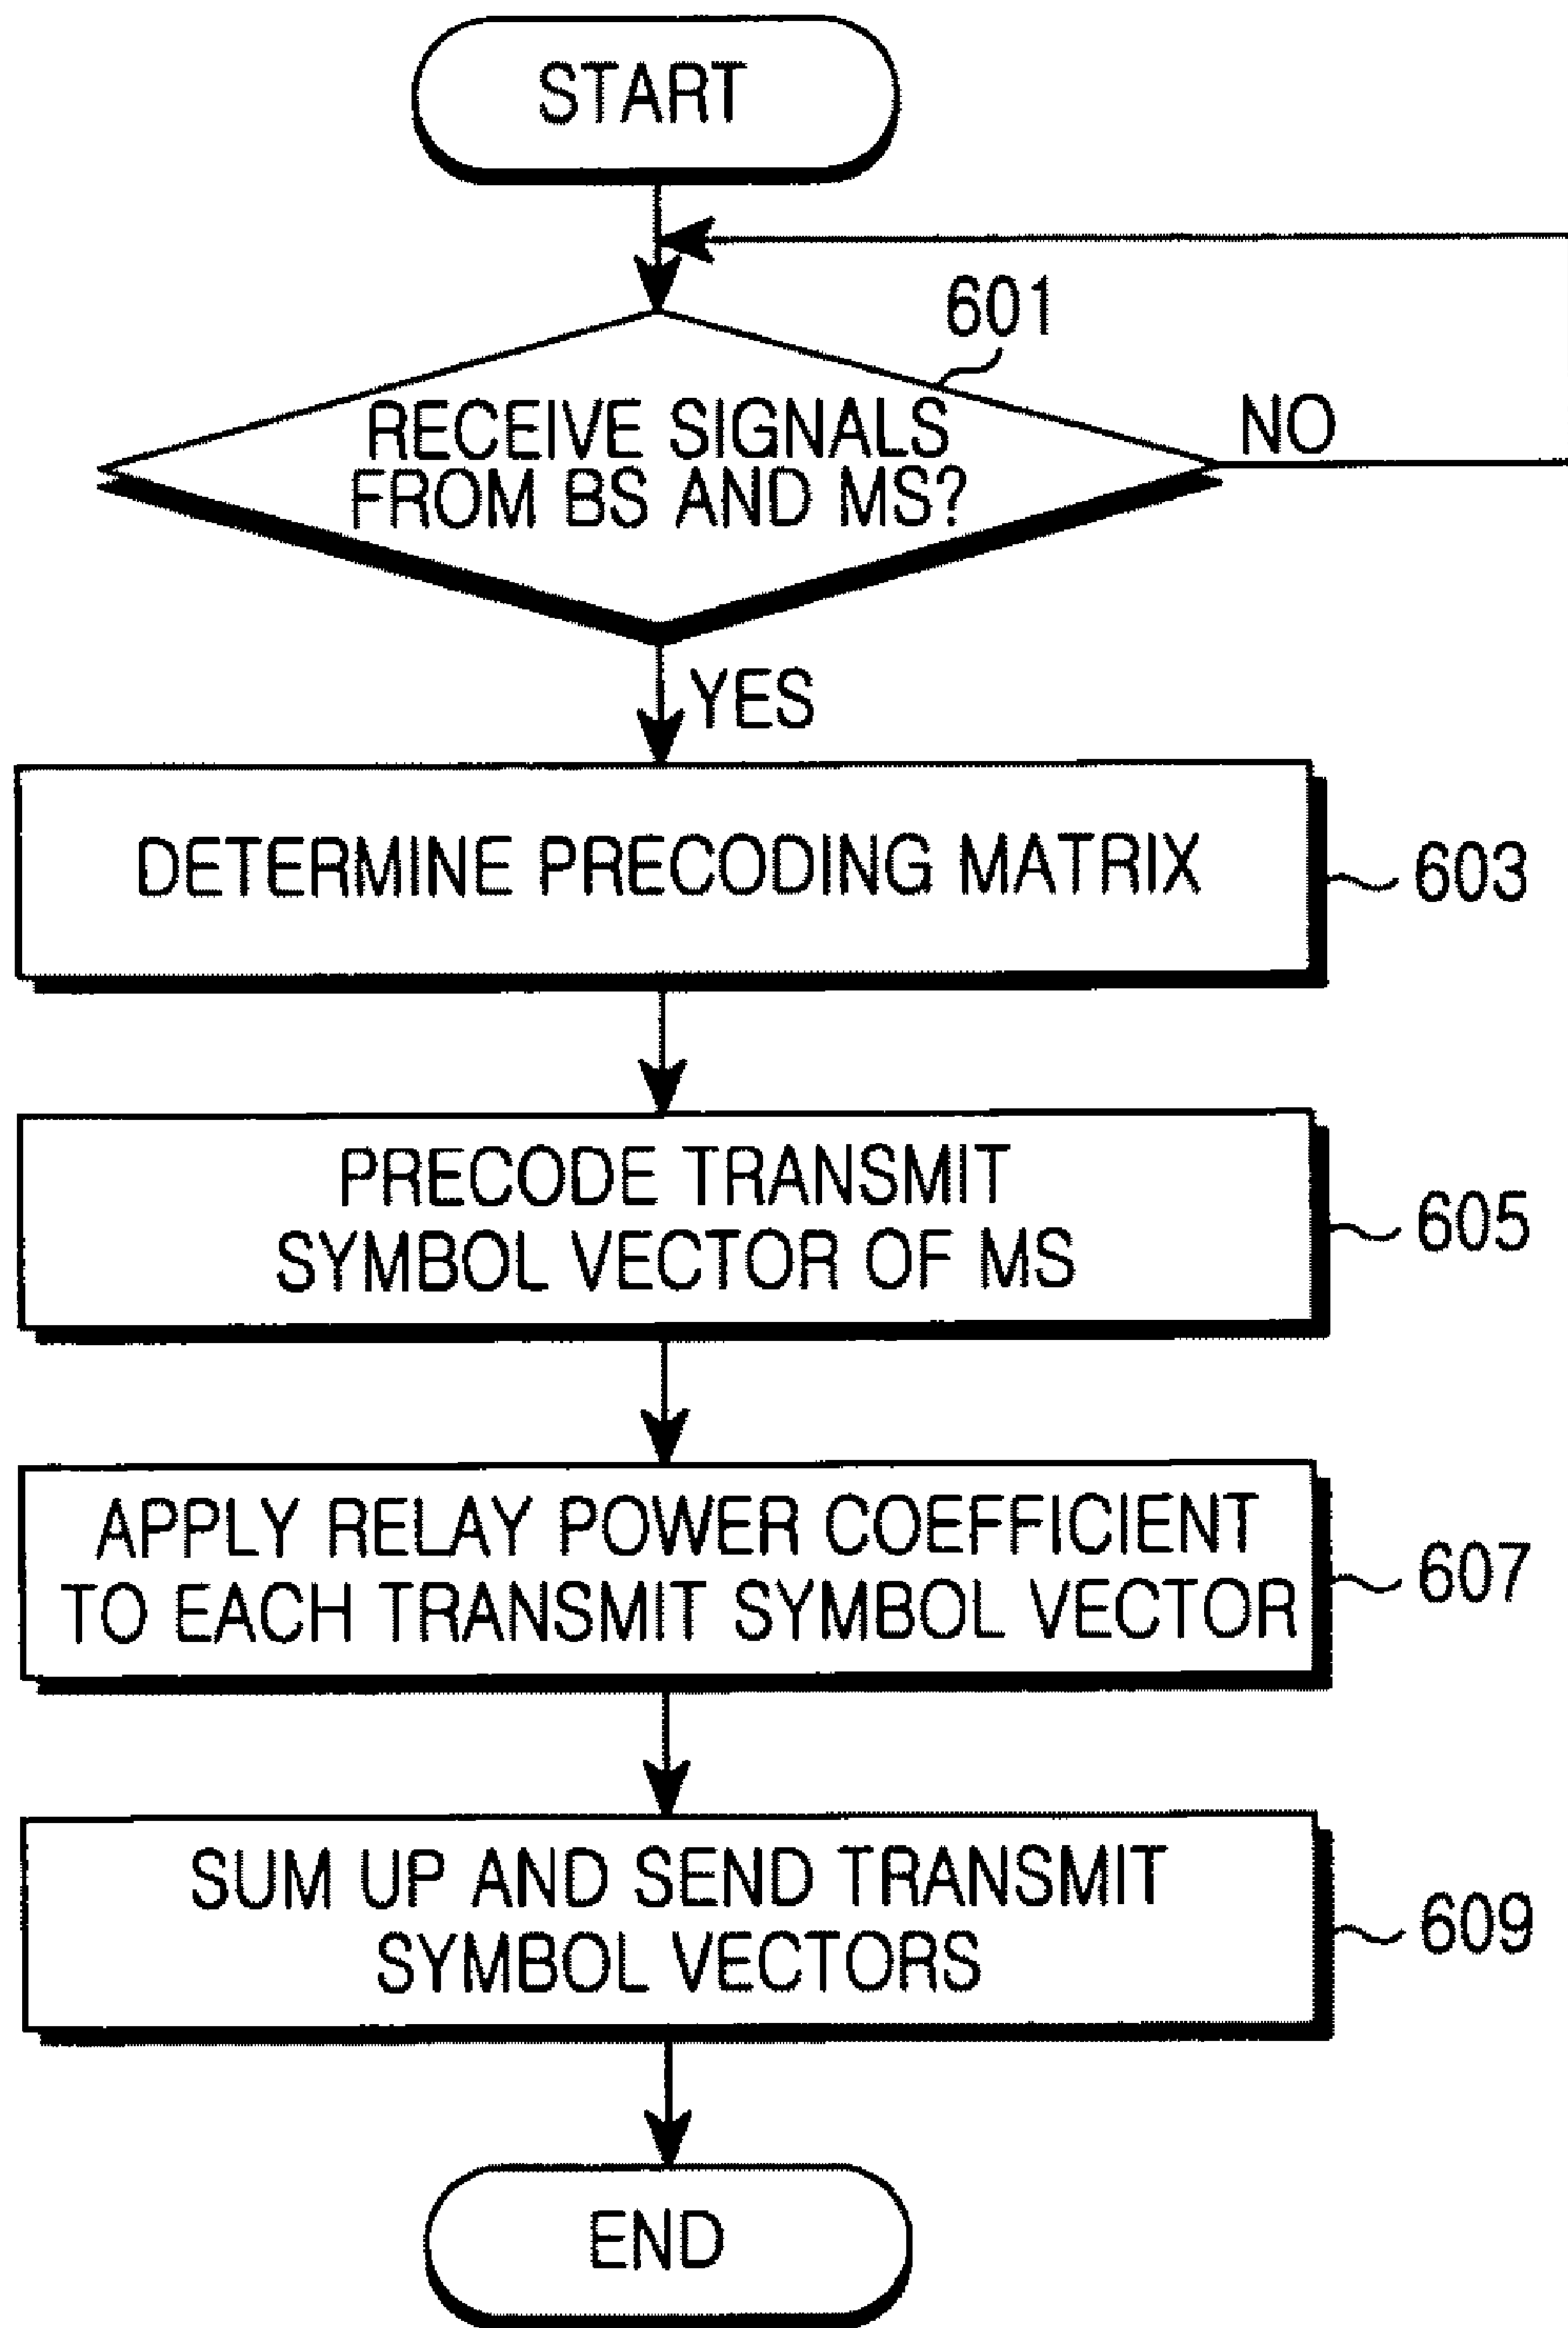 START
601
RECEIVE SIGNALS
FROM BS AND MS?
NO
YES
DETERMINE PRECODING MATRIX
603
PRECODE TRANSMIT
SYMBOL VECTOR OF MS
605
APPLY RELAY POWER COEFFICIENT
TO EACH TRANSMIT SYMBOL VECTOR
607
SUM UP AND SEND TRANSMIT
SYMBOL VECTORS
609
END